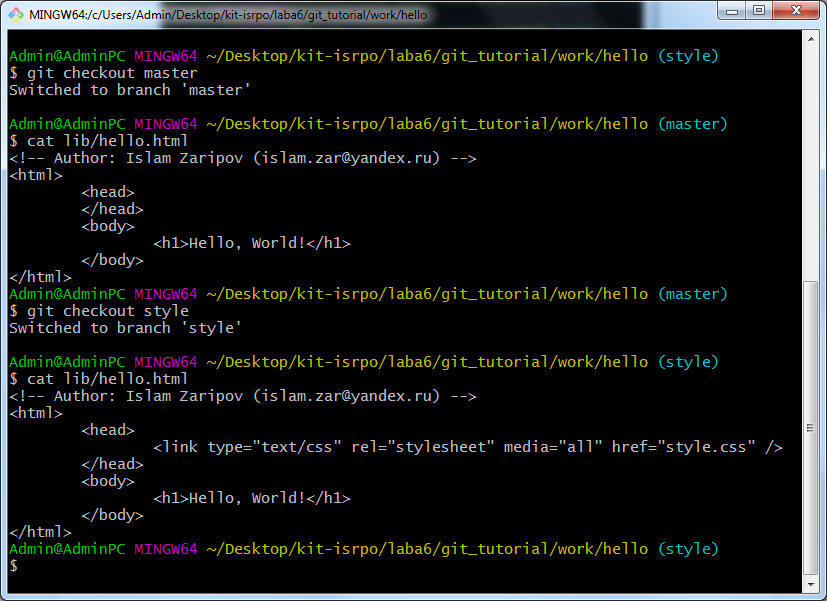 MINGW64:/c/Users/Admin/Desktop/kit-isrpo/laba6/git_tutorial/work/hello
Admin@AdminPC MINGW64 ~/Desktop/kit-isrpo/laba6/git_tutorial/work/hello (style)
$ git checkout master
Switched to branch 'master'
Admin@AdminPC MINGW64 ~/Desktop/kit-isrpo/laba6/git_tutorial/work/hello (master)
$ cat lib/hello.html
<!-- Author: Islam Zaripov (islam.zar@yandex.ru) -->
<html>
        <head>
        </head>
        <body>
                <h1>Hello, World!</h1>
        </body>
</html>
Admin@AdminPC MINGW64 ~/Desktop/kit-isrpo/laba6/git_tutorial/work/hello (master)
$ git checkout style
Switched to branch 'style'
Admin@AdminPC MINGW64 ~/Desktop/kit-isrpo/laba6/git_tutorial/work/hello (style)
$ cat lib/hello.html
<!-- Author: Islam Zaripov (islam.zar@yandex.ru) -->
<html>
        <head>
                <link type="text/css" rel="stylesheet" media="all" href="style.css" />
        </head>
        <body>
                <h1>Hello, World!</h1>
        </body>
</html>
Admin@AdminPC MINGW64 ~/Desktop/kit-isrpo/laba6/git_tutorial/work/hello (style)
$